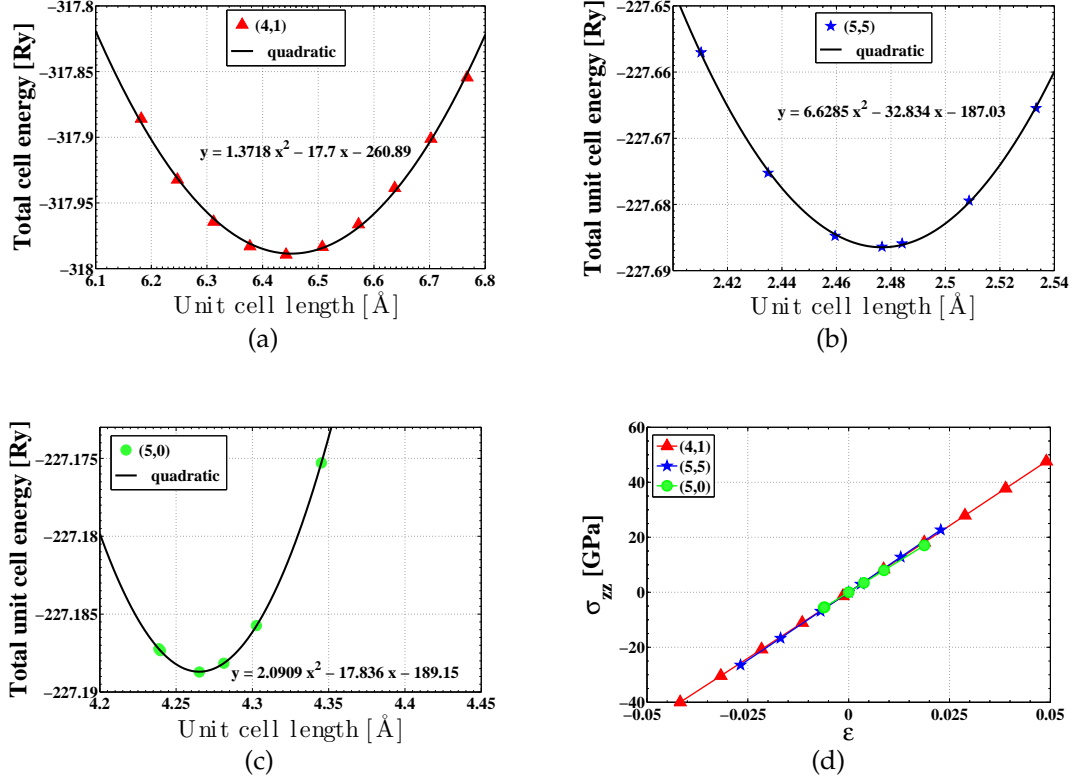 Total cell energy [Ry]
−317.8
−317.85
−317.9
−317.95
−318
(4,1)
quadratic
y = 1.3718 x² − 17.7 x − 260.89
6.1 6.2 6.3 6.4 6.5 6.6 6.7 6.8
Unit cell length [Å]
(a)
Total unit cell energy [Ry]
−227.65
−227.66
−227.67
−227.68
−227.69
(5,5)
quadratic
y = 6.6285 x² − 32.834 x − 187.03
2.42 2.44 2.46 2.48 2.5 2.52 2.54
Unit cell length [Å]
(b)
Total unit cell energy [Ry]
−227.175
−227.18
−227.185
−227.19
(5,0)
quadratic
y = 2.0909 x² − 17.836 x − 189.15
4.2 4.25 4.3 4.35 4.4 4.45
Unit cell length [Å]
(c)
σzz [GPa]
60
40
20
0
−20
−40
(4,1)
(5,5)
(5,0)
−0.05 −0.025 0 0.025 0.05
ε
(d)